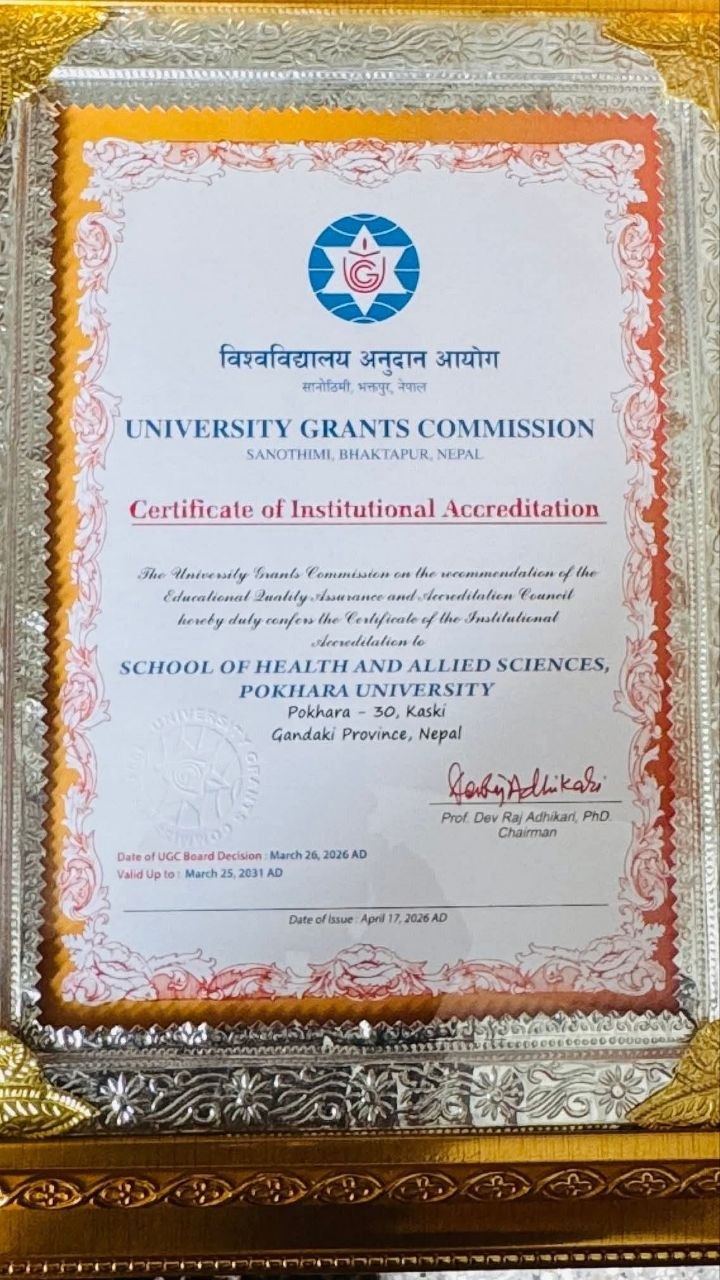 विश्वविद्यालय अनुदान आयोग
सानोठिमी, भक्तपुर, नेपाल
UNIVERSITY GRANTS COMMISSION
SANOTHIMI, BHAKTAPUR, NEPAL
Certificate of Institutional Accreditation
The University Grants Commission on the recommendation of the
Educational Quality Assurance and Accreditation Council
hereby duly confers the Certificate of the Institutional
Accreditation to
SCHOOL OF HEALTH AND ALLIED SCIENCES,
POKHARA UNIVERSITY
Pokhara - 30, Kaski
Gandaki Province, Nepal
UNIVERSITY GRANTS
Prof. Dev Raj Adhikari, PhD.
Chairman
Date of UGC Board Decision : March 26, 2026 AD
Valid Up to : March 25, 2031 AD
Date of Issue : April 17, 2026 AD